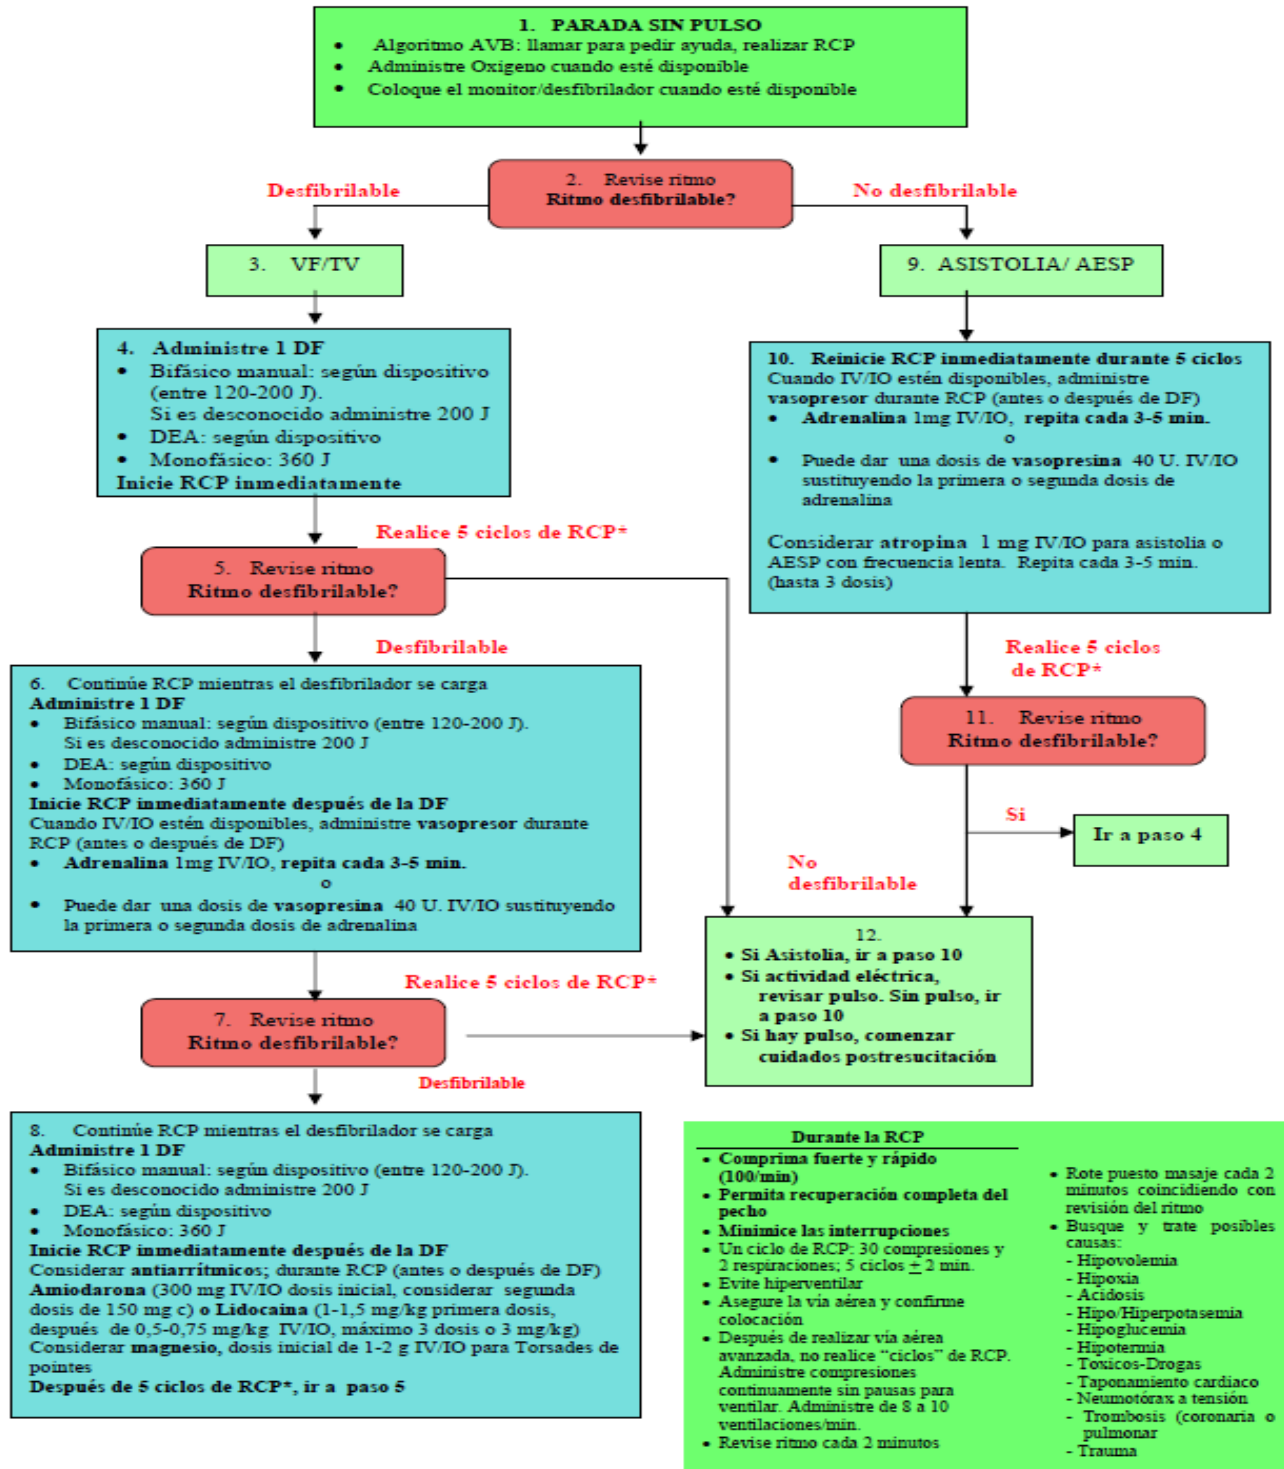 1. PARADA SIN PULSO
• Algoritmo AVB: llamar para pedir ayuda, realizar RCP
• Administre Oxigeno cuando esté disponible
• Coloque el monitor/desfibrilador cuando esté disponible
2. Revise ritmo
Ritmo desfibrilable?
Desfibrilable
No desfibrilable
3. VF/TV
9. ASISTOLIA/ AESP
4. Administre 1 DF
• Bifásico manual: según dispositivo
(entre 120-200 J).
Si es desconocido administre 200 J
• DEA: según dispositivo
• Monofásico: 360 J
Inicie RCP inmediatamente
10. Reinicie RCP inmediatamente durante 5 ciclos
Cuando IV/IO estén disponibles, administre
vasopresor durante RCP (antes o después de DF)
• Adrenalina 1mg IV/IO, repita cada 3-5 min.
o
• Puede dar una dosis de vasopresina 40 U. IV/IO
sustituyendo la primera o segunda dosis de
adrenalina
Considerar atropina 1 mg IV/IO para asistolia o
AESP con frecuencia lenta. Repita cada 3-5 min.
(hasta 3 dosis)
Realice 5 ciclos de RCP*
5. Revise ritmo
Ritmo desfibrilable?
Desfibrilable
Realice 5 ciclos
de RCP*
11. Revise ritmo
Ritmo desfibrilable?
Si
Ir a paso 4
No
desfibrilable
6. Continúe RCP mientras el desfibrilador se carga
Administre 1 DF
• Bifásico manual: según dispositivo (entre 120-200 J).
Si es desconocido administre 200 J
• DEA: según dispositivo
• Monofásico: 360 J
Inicie RCP inmediatamente después de la DF
Cuando IV/IO estén disponibles, administre vasopresor durante
RCP (antes o después de DF)
• Adrenalina 1mg IV/IO, repita cada 3-5 min.
o
• Puede dar una dosis de vasopresina 40 U. IV/IO sustituyendo
la primera o segunda dosis de adrenalina
12.
• Si Asistolia, ir a paso 10
• Si actividad eléctrica,
revisar pulso. Sin pulso, ir
a paso 10
• Si hay pulso, comenzar
cuidados postresucitación
Realice 5 ciclos de RCP*
7. Revise ritmo
Ritmo desfibrilable?
Desfibrilable
8. Continúe RCP mientras el desfibrilador se carga
Administre 1 DF
• Bifásico manual: según dispositivo (entre 120-200 J).
Si es desconocido administre 200 J
• DEA: según dispositivo
• Monofásico: 360 J
Inicie RCP inmediatamente después de la DF
Considerar antiarrítmicos; durante RCP (antes o después de DF)
Amiodarona (300 mg IV/IO dosis inicial, considerar segunda
dosis de 150 mg c) o Lidocaina (1-1,5 mg/kg primera dosis,
después de 0,5-0,75 mg/kg IV/IO, máximo 3 dosis o 3 mg/kg)
Considerar magnesio, dosis inicial de 1-2 g IV/IO para Torsades de
pointes
Después de 5 ciclos de RCP*, ir a paso 5
Durante la RCP
• Comprima fuerte y rápido
(100/min)
• Permita recuperación completa del
pecho
• Minimice las interrupciones
• Un ciclo de RCP: 30 compresiones y
2 respiraciones; 5 ciclos ± 2 min.
• Evite hiperventilar
• Asegure la vía aérea y confirme
colocación
• Después de realizar vía aérea
avanzada, no realice "ciclos" de RCP.
Administre compresiones
continuamente sin pausas para
ventilar. Administre de 8 a 10
ventilaciones/min.
• Revise ritmo cada 2 minutos
• Rote puesto masaje cada 2
minutos coincidiendo con
revisión del ritmo
• Busque y trate posibles
causas:
- Hipovolemia
- Hipoxia
- Acidosis
- Hipo/Hiperpotasemia
- Hipoglucemia
- Hipotermia
- Toxicos-Drogas
- Taponamiento cardiaco
- Neumotórax a tensión
- Trombosis (coronaria o
pulmonar
- Trauma